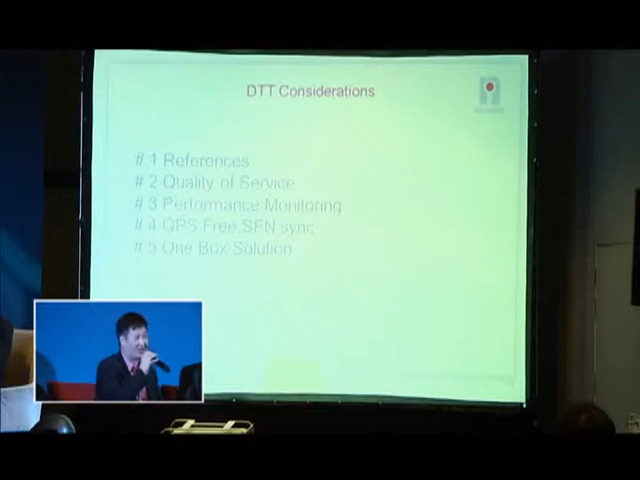 DTT Considerations
# 1 References
# 2 Quality of Service
# 3 Performance Monitoring
# 4 GPS Free SFN sync
# 5 One Box Solution